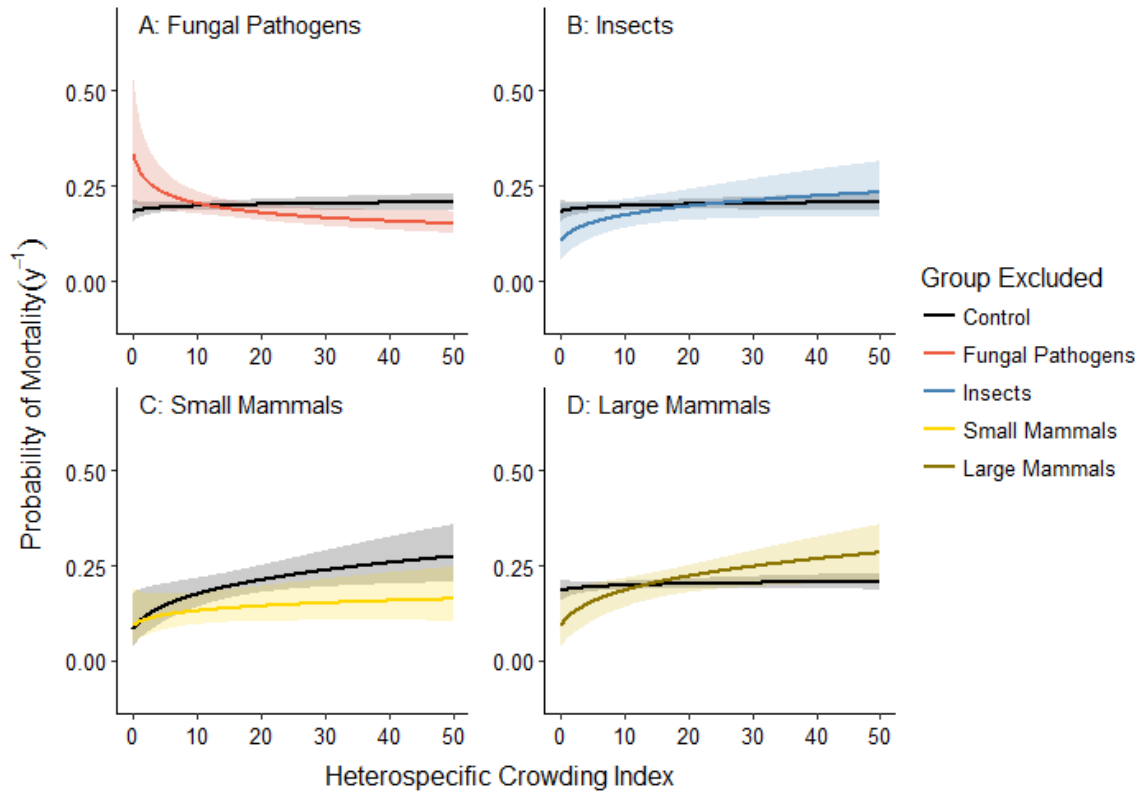 A: Fungal Pathogens
B: Insects
0.50
0.25
0.00
0 10 20 30 40 50
0.50
0.25
0.00
0 10 20 30 40 50
C: Small Mammals
D: Large Mammals
0.50
0.25
0.00
0 10 20 30 40 50
0.50
0.25
0.00
0 10 20 30 40 50
Probability of Mortality(y⁻¹)
Heterospecific Crowding Index
Group Excluded
Control
Fungal Pathogens
Insects
Small Mammals
Large Mammals